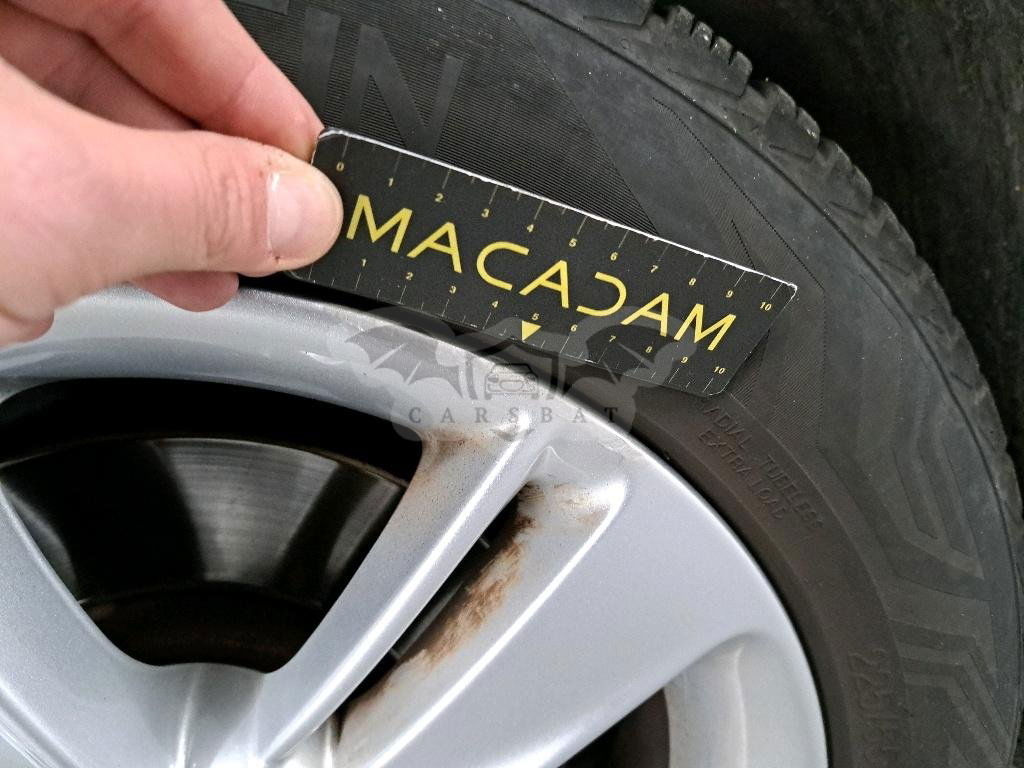 IN
0 1 2 3 4 5 6 7 8 9 10
MACADAM
1 2 3 4 5 6 7 8 9 10
CARSBAT
RADIAL TUBELESS
EXTRA LOAD